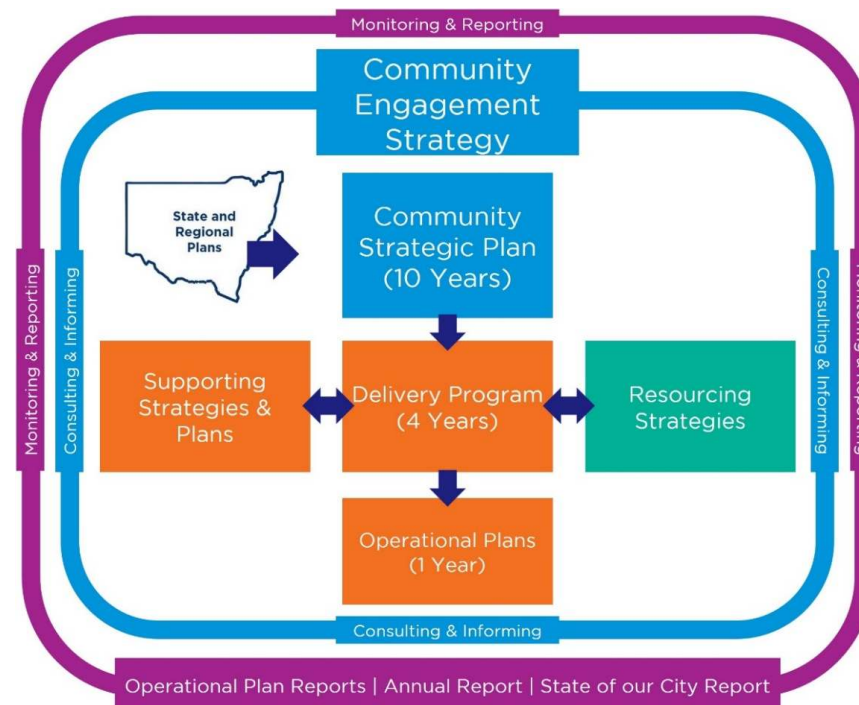 Monitoring & Reporting
Community
Engagement
Strategy
State and
Regional
Plans
Community
Strategic Plan
(10 Years)
Monitoring & Reporting
Consulting & Informing
Supporting
Strategies &
Plans
Delivery Program
(4 Years)
Resourcing
Strategies
Consulting & Informing
Monitoring & Reporting
Operational Plans
(1 Year)
Consulting & Informing
Operational Plan Reports | Annual Report | State of our City Report